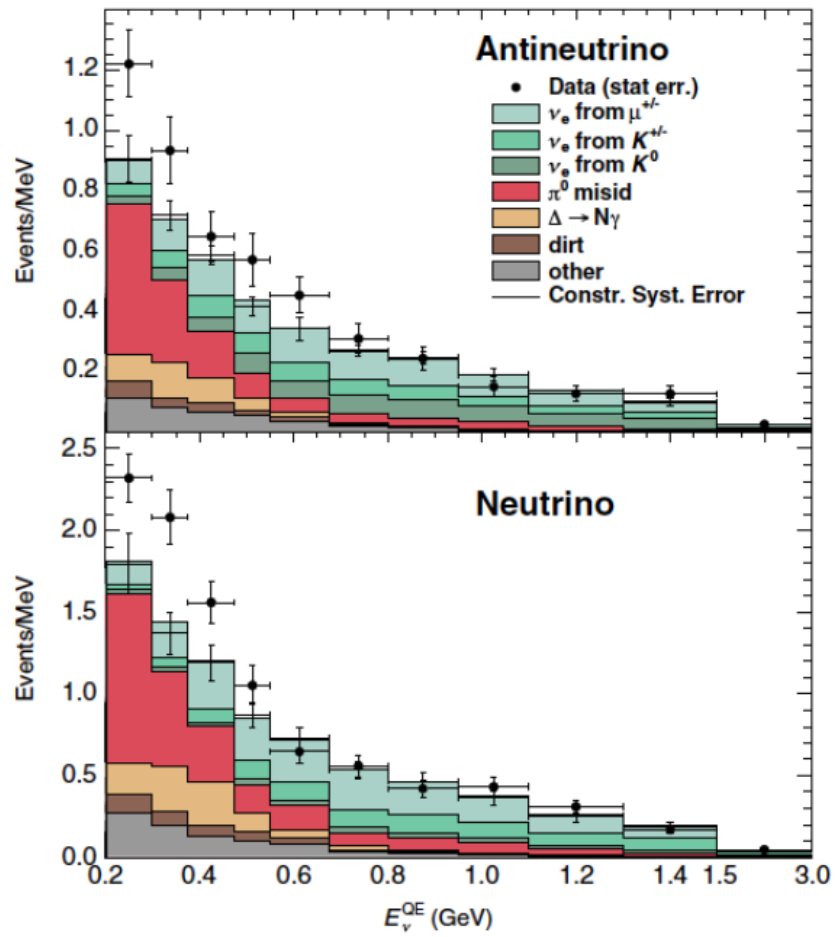 Antineutrino
Data (stat err.)
νe from μ+/-
νe from K+/-
νe from K0
π0 misid
Δ → Nγ
dirt
other
Constr. Syst. Error
Events/MeV
1.2
1.0
0.8
0.6
0.4
0.2
Neutrino
Events/MeV
2.5
2.0
1.5
1.0
0.5
0.0
0.2 0.4 0.6 0.8 1.0 1.2 1.4 1.5 3.0
EνQE (GeV)